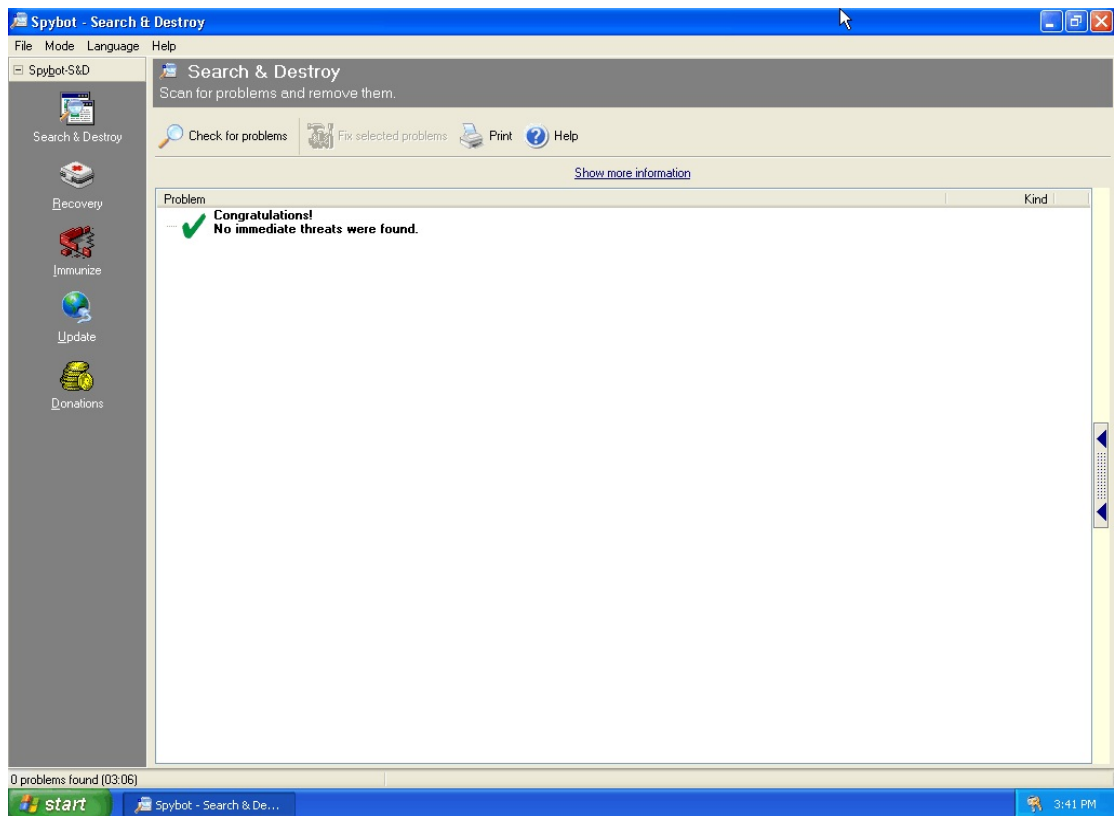 Spybot - Search & Destroy
File Mode Language Help
Spybot-S&D
Search & Destroy
Recovery
Immunize
Update
Donations
Search & Destroy
Scan for problems and remove them.
Check for problems Fix selected problems Print Help
Show more information
Problem Kind
Congratulations!
No immediate threats were found.
0 problems found (03:06)
start Spybot - Search & De... 3:41 PM